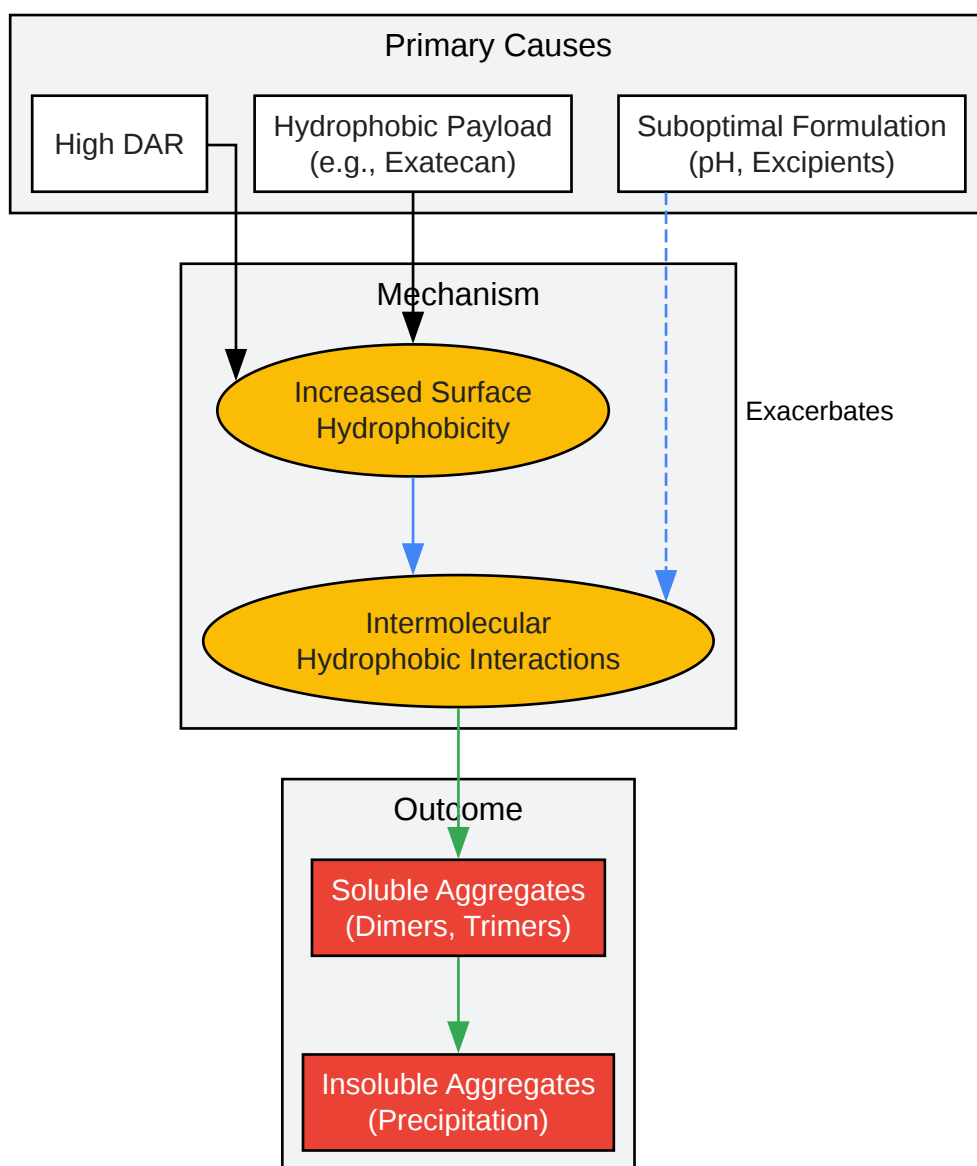 Primary Causes
High DAR
Hydrophobic Payload
(e.g., Exatecan)
Suboptimal Formulation
(pH, Excipients)
Mechanism
Increased Surface
Hydrophobicity
Exacerbates
Intermolecular
Hydrophobic Interactions
Outcome
Soluble Aggregates
(Dimers, Trimers)
Insoluble Aggregates
(Precipitation)